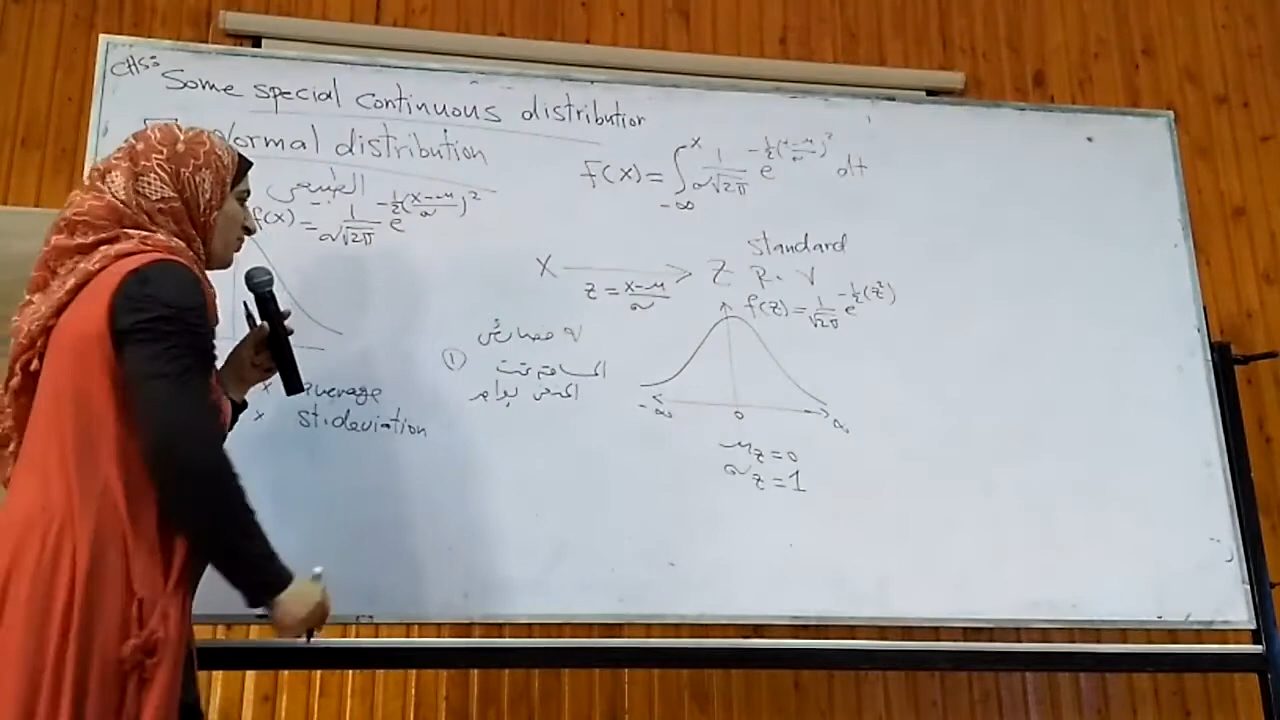 CH5:
Some special continuous distribution
Normal distribution
الطبيعي
f(x) = 1/σ√2π e^-½(x-μ/σ)²
F(x) = ∫_-∞^x 1/σ√2π e^-½(x-μ/σ)² dt
standard
X → Z R.V
z = x-μ/σ
f(z) = 1/√2π e^-½(z²)
خصائص
①
المساحة تحت
المنحنى
-∞ 0 ∞
μz = 0
σz = 1
x average
x st.deviation